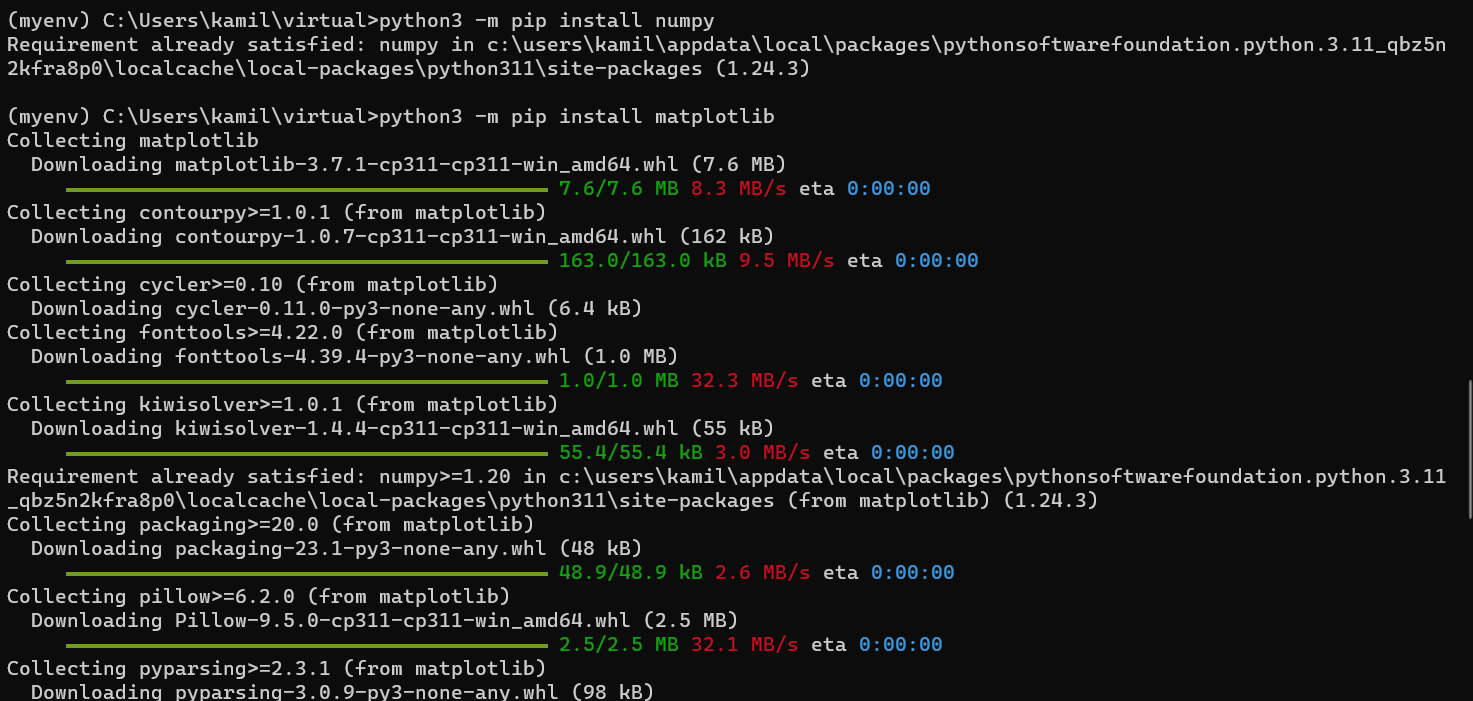 (myenv) C:\Users\kamil\virtual>python3 -m pip install numpy
Requirement already satisfied: numpy in c:\users\kamil\appdata\local\packages\pythonsoftwarefoundation.python.3.11_qbz5n
2kfra8p0\localcache\local-packages\python311\site-packages (1.24.3)
(myenv) C:\Users\kamil\virtual>python3 -m pip install matplotlib
Collecting matplotlib
Downloading matplotlib-3.7.1-cp311-cp311-win_amd64.whl (7.6 MB)
7.6/7.6 MB 8.3 MB/s eta 0:00:00
Collecting contourpy>=1.0.1 (from matplotlib)
Downloading contourpy-1.0.7-cp311-cp311-win_amd64.whl (162 kB)
163.0/163.0 kB 9.5 MB/s eta 0:00:00
Collecting cycler>=0.10 (from matplotlib)
Downloading cycler-0.11.0-py3-none-any.whl (6.4 kB)
Collecting fonttools>=4.22.0 (from matplotlib)
Downloading fonttools-4.39.4-py3-none-any.whl (1.0 MB)
1.0/1.0 MB 32.3 MB/s eta 0:00:00
Collecting kiwisolver>=1.0.1 (from matplotlib)
Downloading kiwisolver-1.4.4-cp311-cp311-win_amd64.whl (55 kB)
55.4/55.4 kB 3.0 MB/s eta 0:00:00
Requirement already satisfied: numpy>=1.20 in c:\users\kamil\appdata\local\packages\pythonsoftwarefoundation.python.3.11
_qbz5n2kfra8p0\localcache\local-packages\python311\site-packages (from matplotlib) (1.24.3)
Collecting packaging>=20.0 (from matplotlib)
Downloading packaging-23.1-py3-none-any.whl (48 kB)
48.9/48.9 kB 2.6 MB/s eta 0:00:00
Collecting pillow>=6.2.0 (from matplotlib)
Downloading Pillow-9.5.0-cp311-cp311-win_amd64.whl (2.5 MB)
2.5/2.5 MB 32.1 MB/s eta 0:00:00
Collecting pyparsing>=2.3.1 (from matplotlib)
Downloading pyparsing-3.0.9-py3-none-any.whl (98 kB)